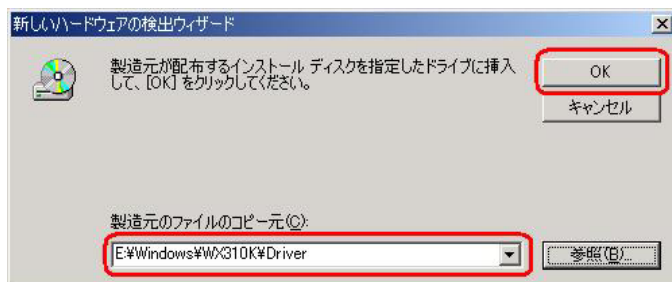 新しいハードウェアの検出ウィザード
製造元が配布するインストール ディスクを指定したドライブに挿入
して、[OK] をクリックしてください。
OK
キャンセル
製造元のファイルのコピー元(C):
E:¥Windows¥WX310K¥Driver
参照(B)...